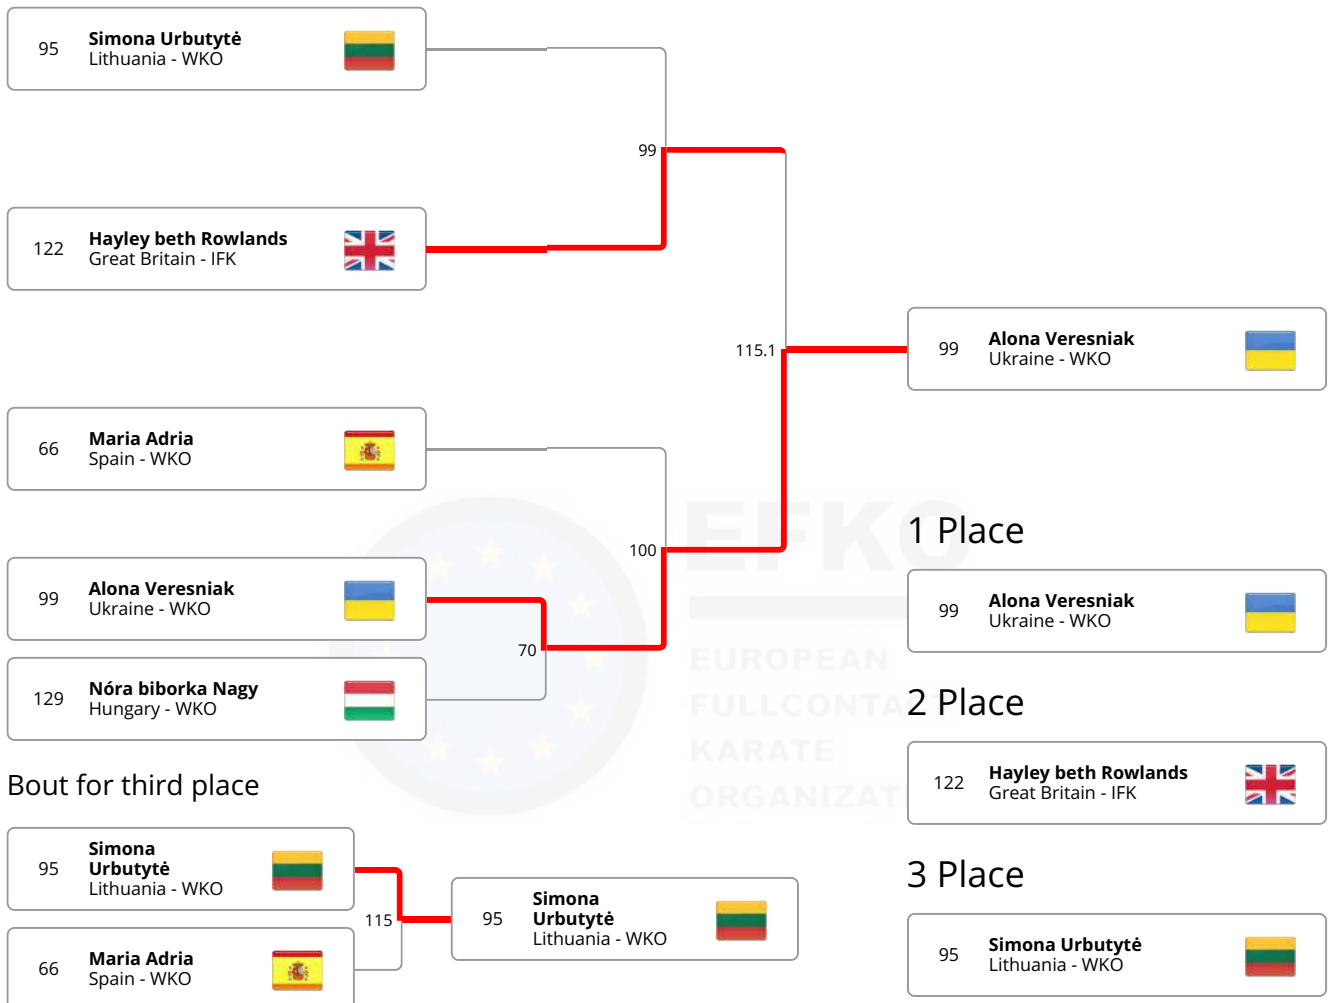 95
Simona Urbutytė
Lithuania - WKO
99
122
Hayley beth Rowlands
Great Britain - IFK
115.1
99
Alona Veresniak
Ukraine - WKO
66
Maria Adria
Spain - WKO
100
99
Alona Veresniak
Ukraine - WKO
70
129
Nóra biborka Nagy
Hungary - WKO
EFKO
EUROPEAN
FULLCONTACT
KARATE
1 Place
99
Alona Veresniak
Ukraine - WKO
2 Place
122
Hayley beth Rowlands
Great Britain - IFK
3 Place
95
Simona Urbutytė
Lithuania - WKO
Bout for third place
95
Simona
Urbutytė
Lithuania - WKO
115
66
Maria Adria
Spain - WKO
95
Simona
Urbutytė
Lithuania - WKO